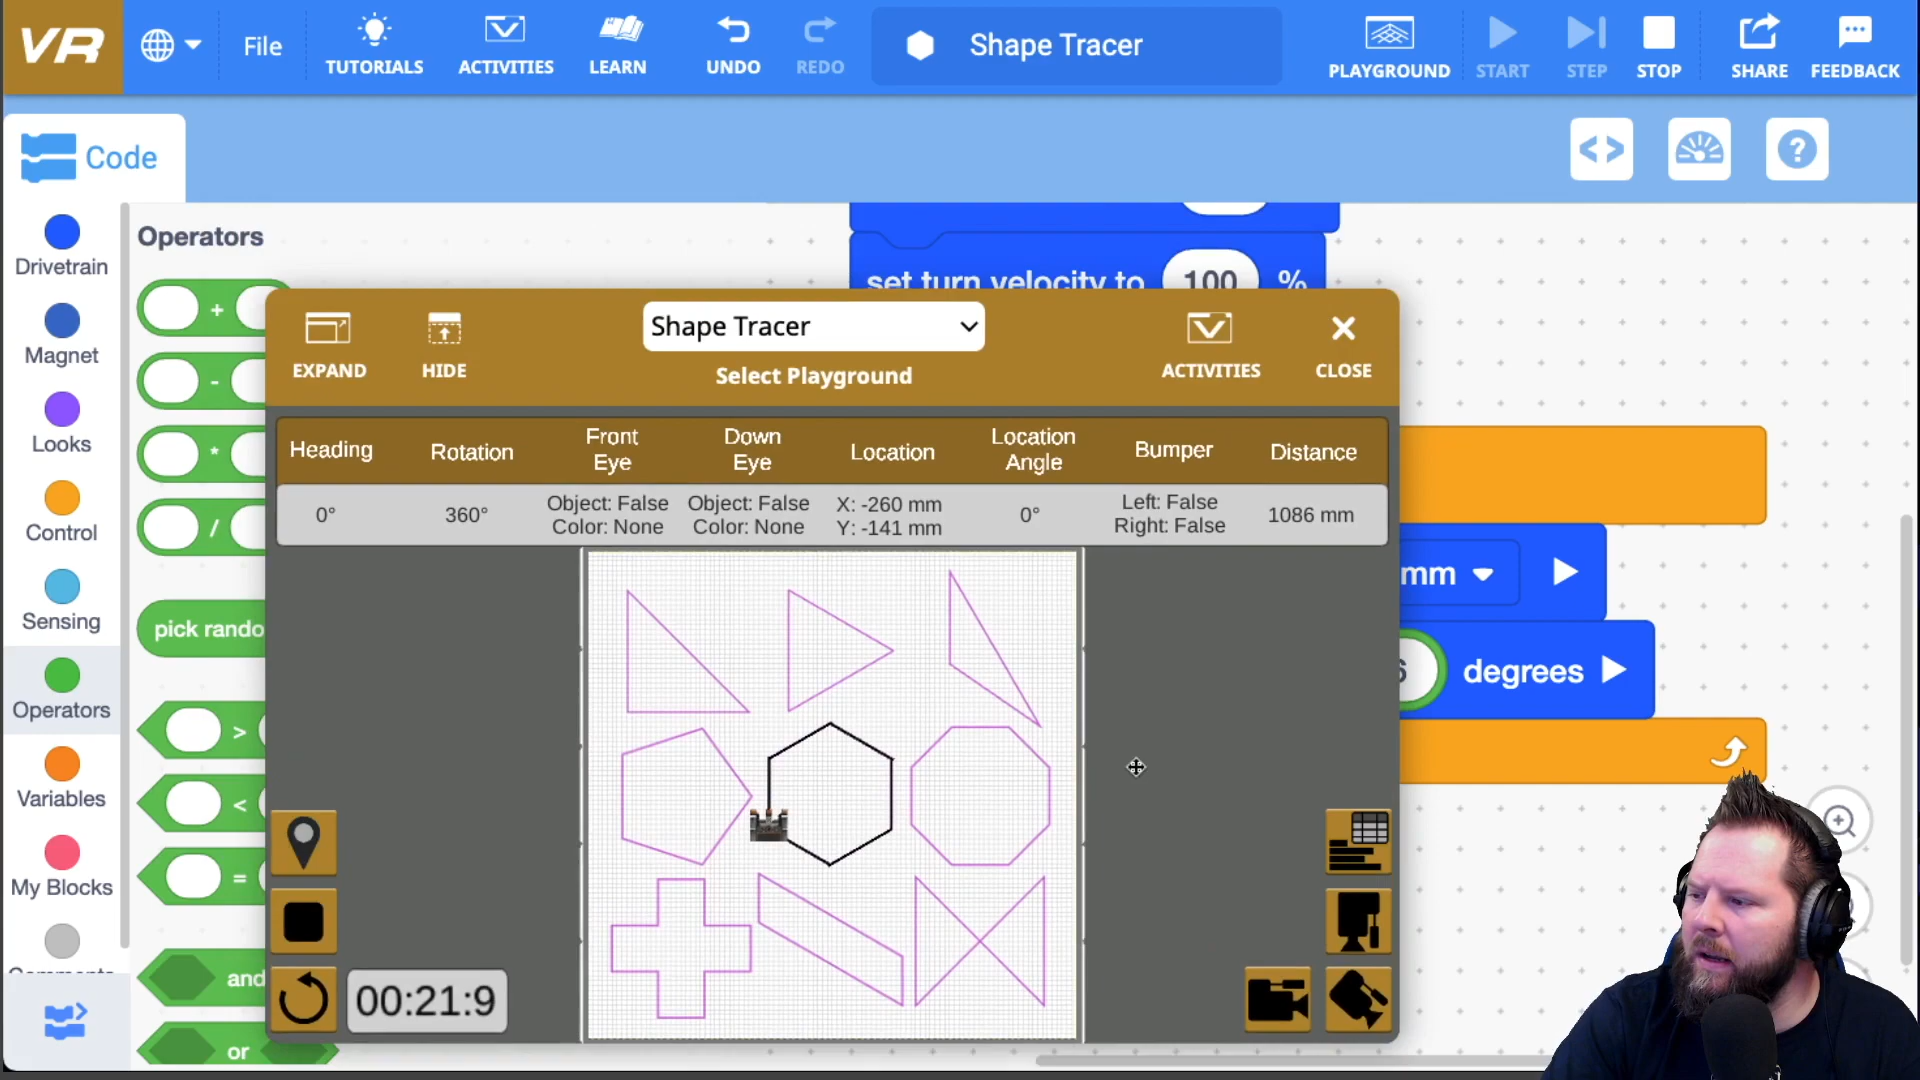 VR
File
TUTORIALS
ACTIVITIES
LEARN
UNDO
REDO
Shape Tracer
PLAYGROUND
START
STEP
STOP
SHARE
FEEDBACK
Code
Drivetrain
Magnet
Looks
Control
Sensing
Operators
Variables
My Blocks
Operators
+
-
*
/
pick rando
>
<
=
and
or
set turn velocity to 100 %
EXPAND
HIDE
Shape Tracer
Select Playground
ACTIVITIES
CLOSE
Heading Rotation Front Eye Down Eye Location Location Angle Bumper Distance
0° 360° Object: False Object: False X: -260 mm 0° Left: False 1086 mm
Color: None Color: None Y: -141 mm Right: False
mm
degrees
00:21:9